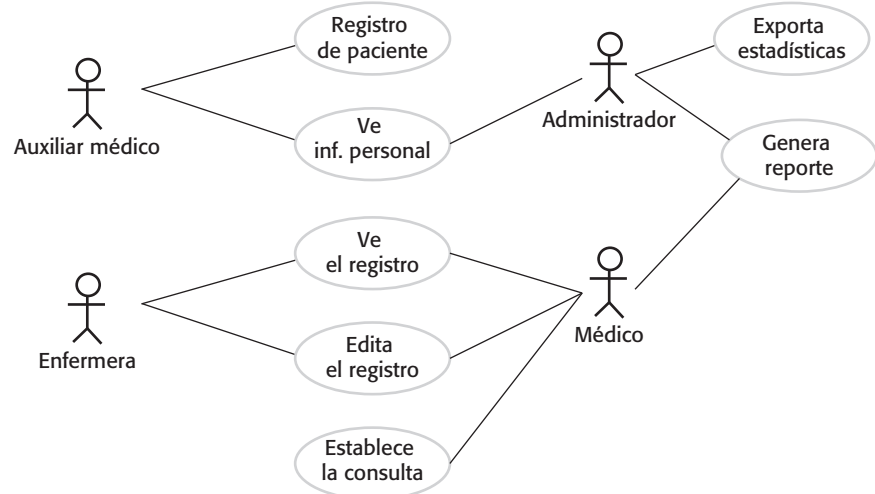 Registro
de paciente
Exporta
estadísticas
Auxiliar médico
Ve
inf. personal
Administrador
Genera
reporte
Ve
el registro
Enfermera
Edita
el registro
Médico
Establece
la consulta